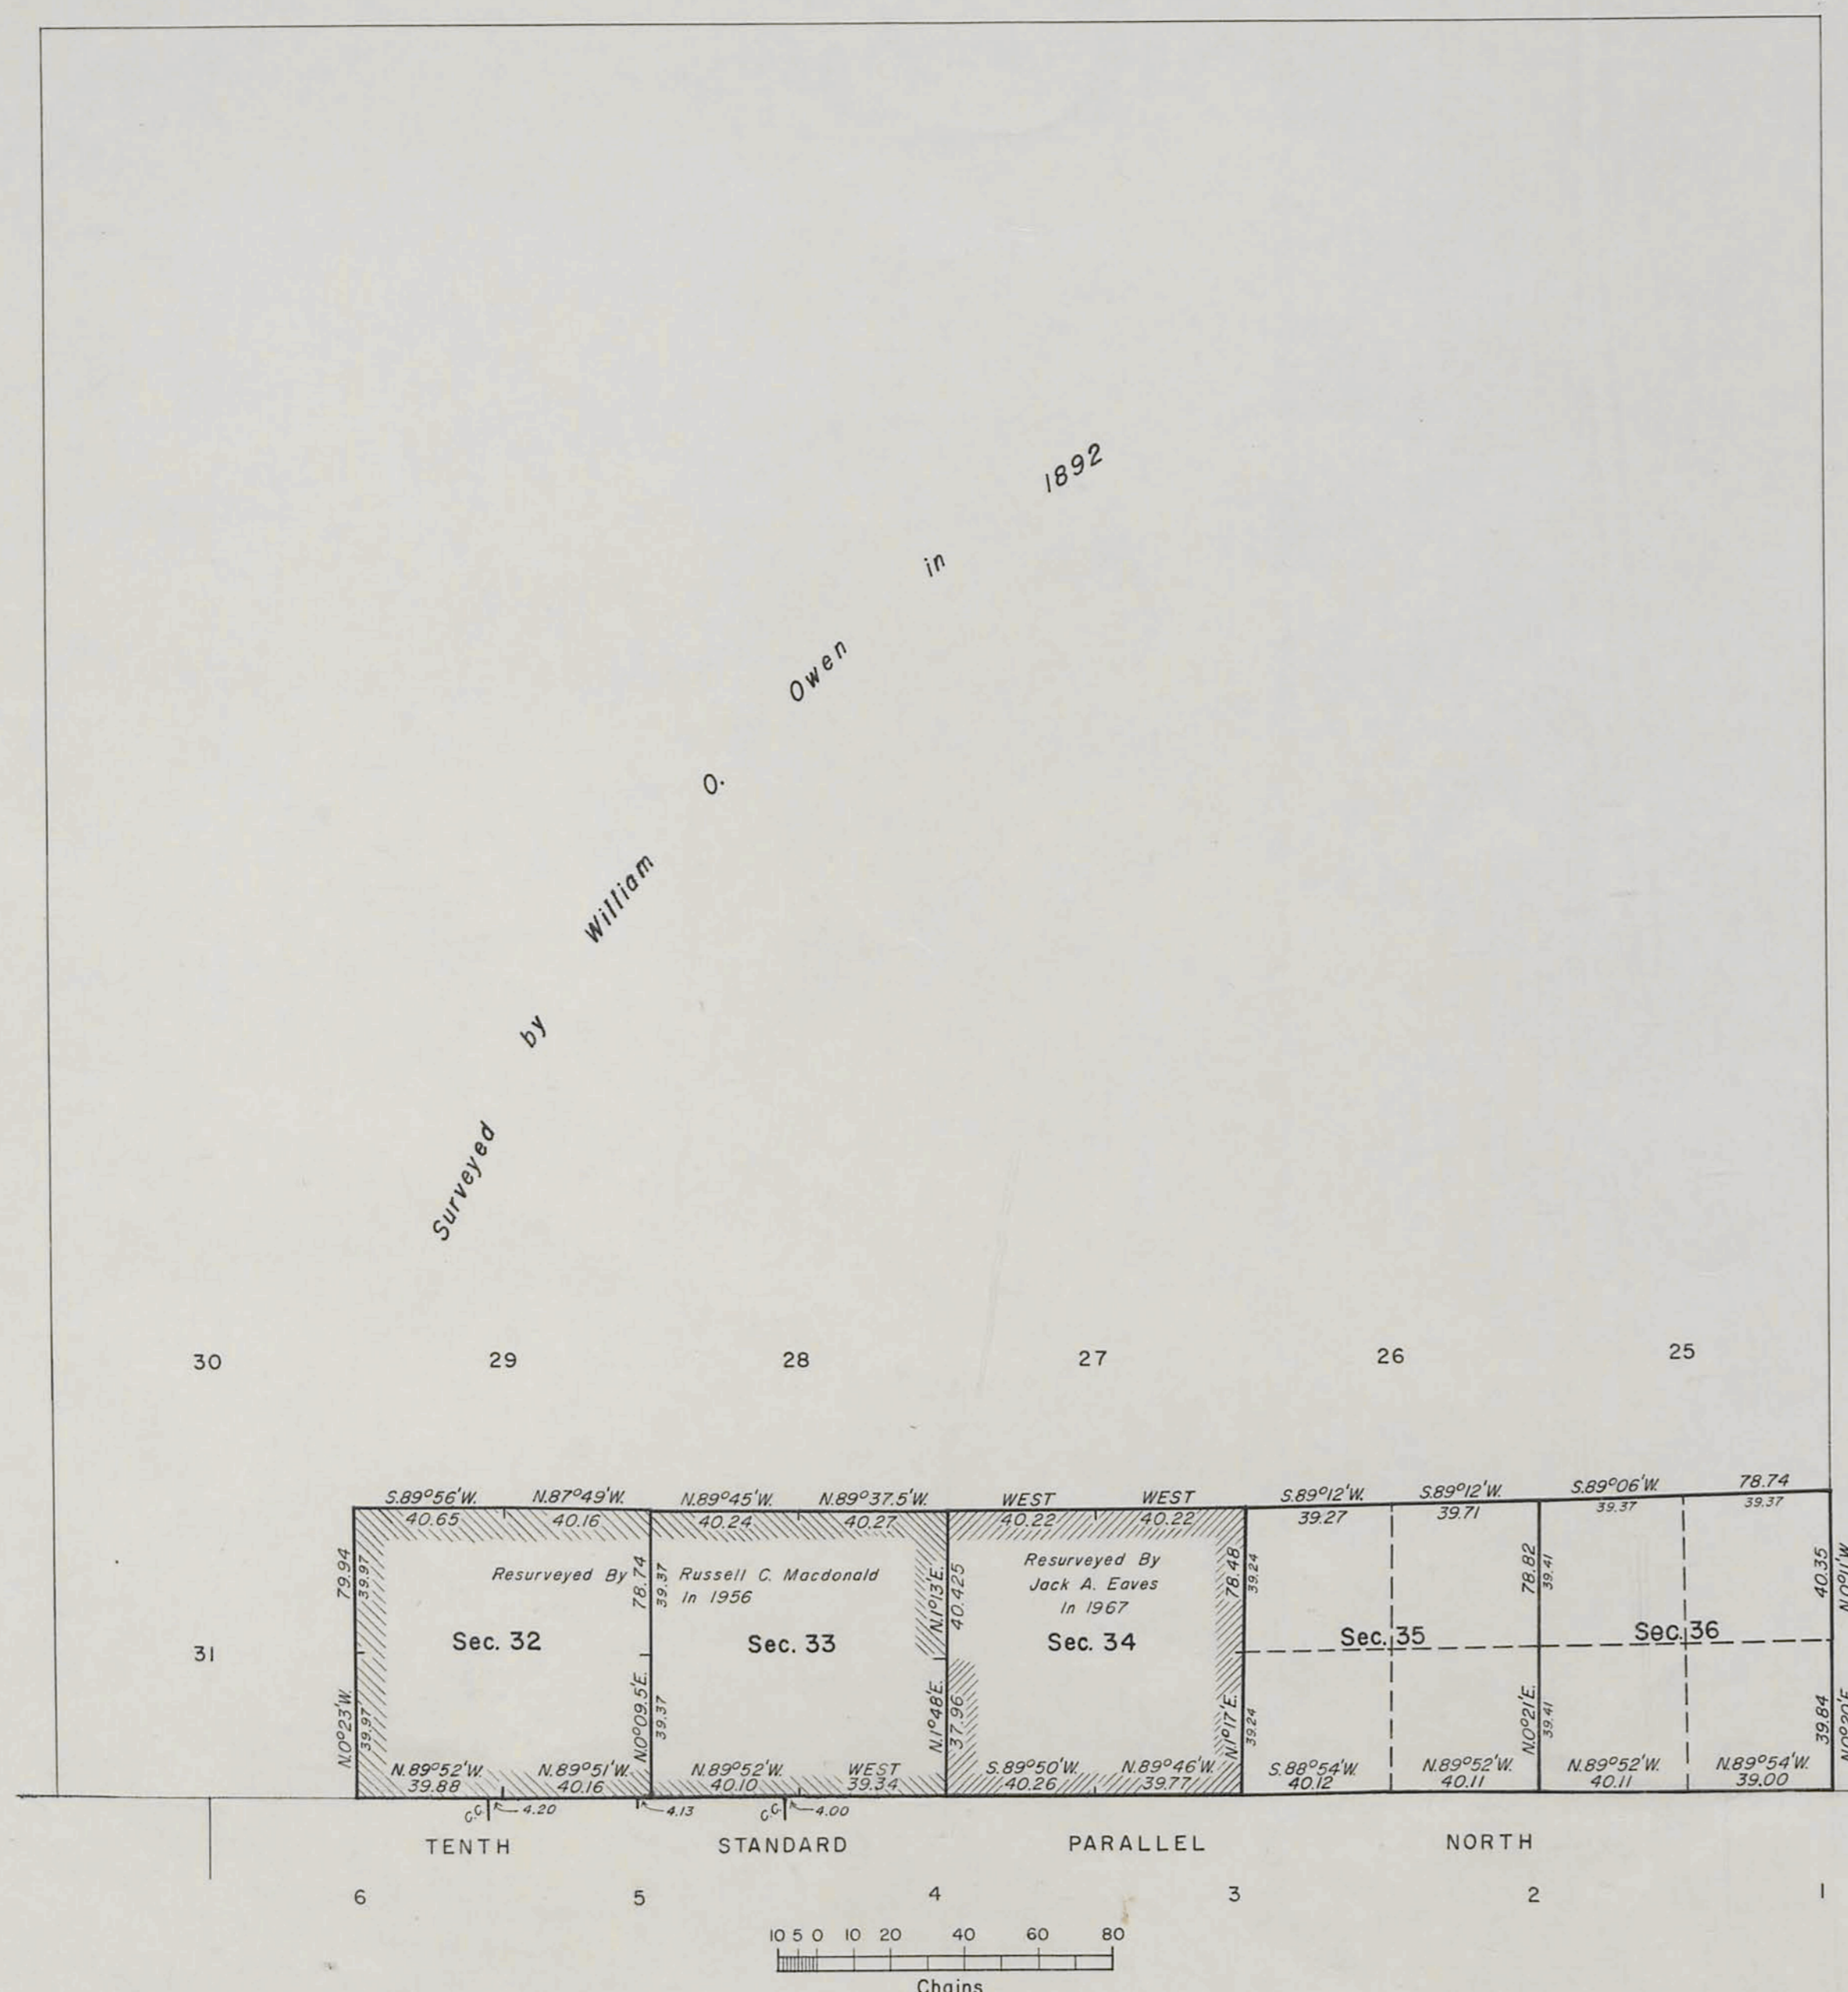 Surveyed by William O. Owen in 1892
30 29 28 27 26 25
S.89°56'W. N.87°49'W. N.89°45'W. N.89°37.5'W. WEST WEST S.89°12'W. S.89°12'W. S.89°06'W. 78.74
40.65 40.16 40.24 40.27 40.22 40.22 39.27 39.71 39.37 39.37
79.94 39.97 78.74 39.37 N.1°13'E. 40.425 78.48 39.24 78.82 39.41 40.35 N.0°11'W
Resurveyed By Russell C. Macdonald
In 1956
Resurveyed By
Jack A. Eaves
In 1967
31 Sec. 32 Sec. 33 Sec. 34 Sec. 35 Sec. 36
N.0°23'W. 39.97 N.0°09.5'E. 39.37 N.1°48'E. 37.96 N.1°17'E. 39.24 N.0°21'E. 39.41 39.84
N.89°52'W. N.89°51'W. N.89°52'W. WEST S.89°50'W. N.89°46'W. S.88°54'W. N.89°52'W. N.89°52'W. N.89°54'W.
39.88 40.16 40.10 39.34 40.26 39.77 40.12 40.11 40.11 39.00
C.C. 4.20 4.13 C.C. 4.00
TENTH STANDARD PARALLEL NORTH
6 5 4 3 2 1
10 5 0 10 20 40 60 80
Chains